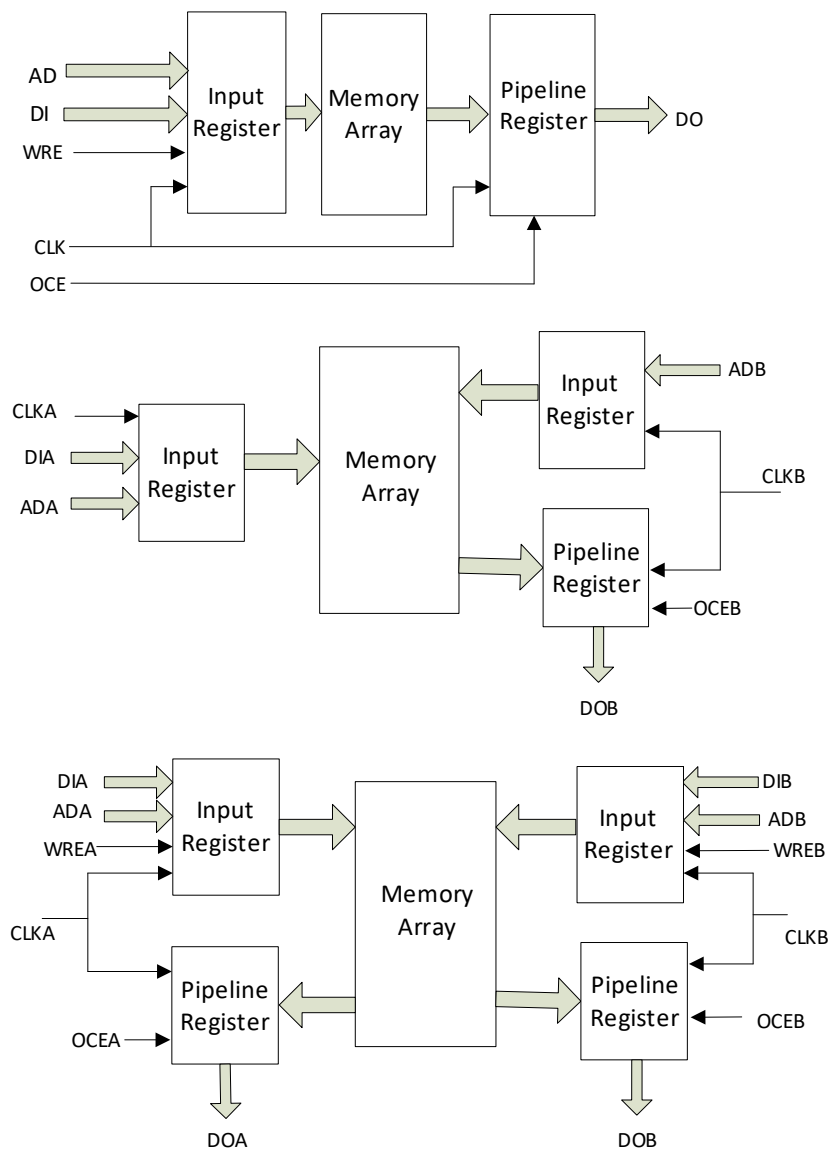 AD
DI
WRE
CLK
OCE
Input
Register
Memory
Array
Pipeline
Register
DO
CLKA
DIA
ADA
Input
Register
Memory
Array
Input
Register
ADB
CLKB
Pipeline
Register
OCEB
DOB
DIA
ADA
WREA
CLKA
OCEA
Input
Register
Pipeline
Register
DOA
Memory
Array
Input
Register
Pipeline
Register
DOB
DIB
ADB
WREB
CLKB
OCEB